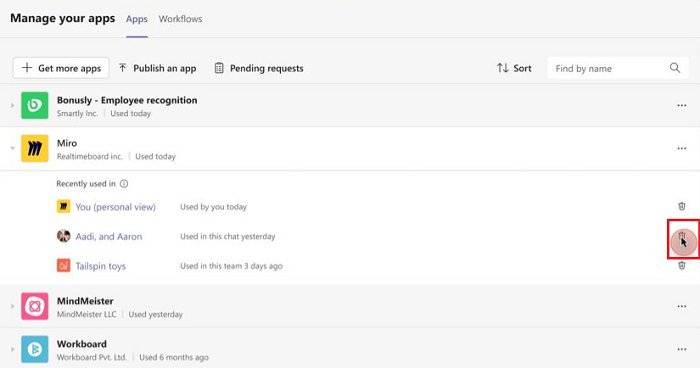 Manage your apps Apps Workflows
Get more apps Publish an app Pending requests Sort Find by name
Bonusly - Employee recognition
Smartly Inc. | Used today
Miro
Realtimeboard inc. | Used today
Recently used in
You (personal view) Used by you today
Aadi, and Aaron Used in this chat yesterday
Tailspin toys Used in this team 3 days ago
MindMeister
MindMeister LLC | Used yesterday
Workboard
Workboard Pvt. Ltd. | Used 6 months ago